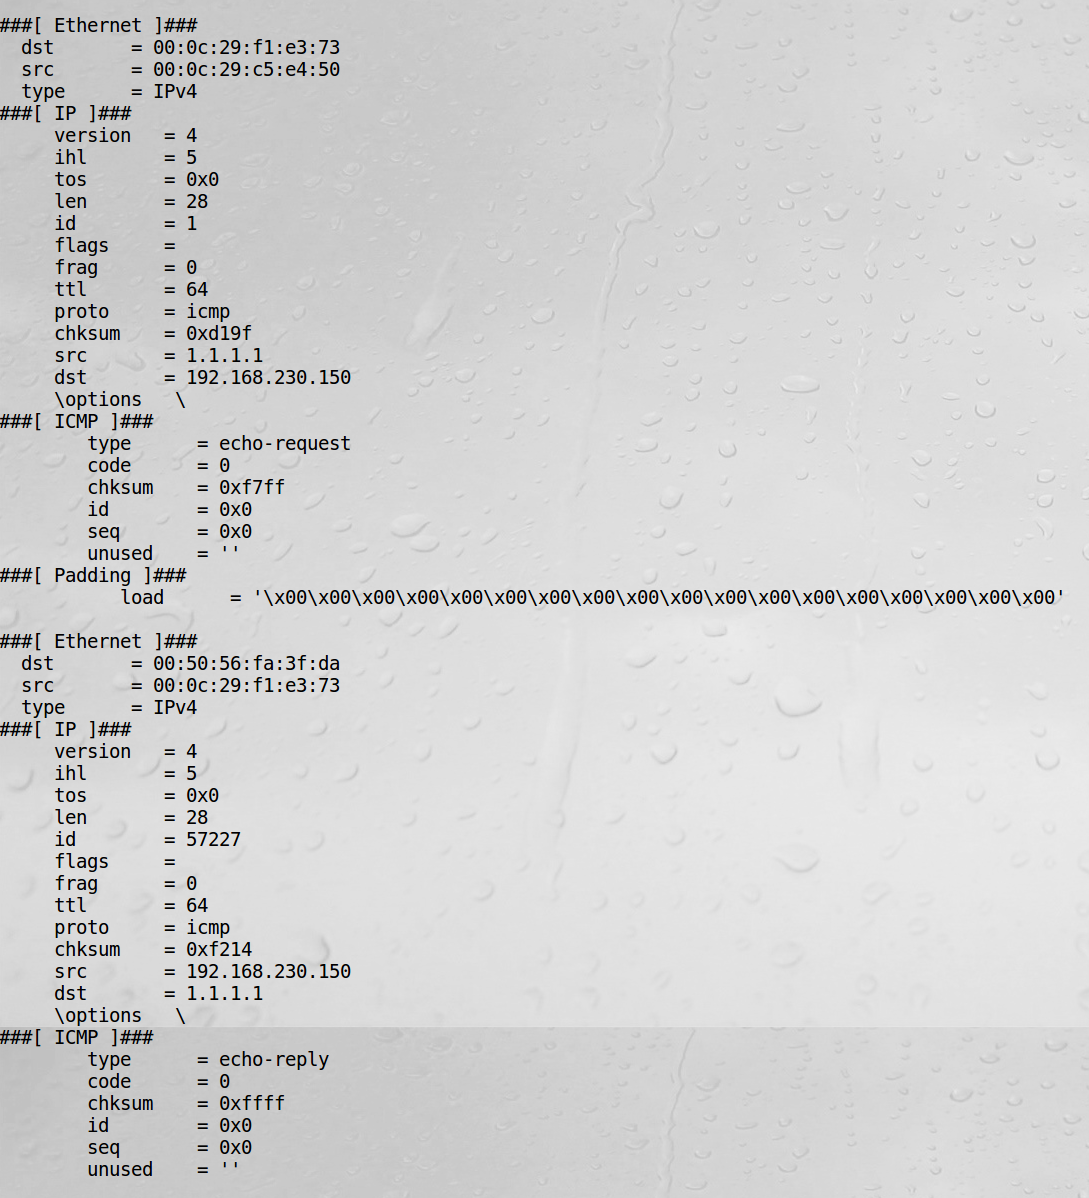 ###[ Ethernet ]###
  dst       = 00:0c:29:f1:e3:73
  src       = 00:0c:29:c5:e4:50
  type      = IPv4
###[ IP ]###
     version   = 4
     ihl       = 5
     tos       = 0x0
     len       = 28
     id        = 1
     flags     =
     frag      = 0
     ttl       = 64
     proto     = icmp
     chksum    = 0xd19f
     src       = 1.1.1.1
     dst       = 192.168.230.150
     \options   \
###[ ICMP ]###
        type      = echo-request
        code      = 0
        chksum    = 0xf7ff
        id        = 0x0
        seq       = 0x0
        unused    = ''
###[ Padding ]###
           load      = '\x00\x00\x00\x00\x00\x00\x00\x00\x00\x00\x00\x00\x00\x00\x00\x00\x00\x00'

###[ Ethernet ]###
  dst       = 00:50:56:fa:3f:da
  src       = 00:0c:29:f1:e3:73
  type      = IPv4
###[ IP ]###
     version   = 4
     ihl       = 5
     tos       = 0x0
     len       = 28
     id        = 57227
     flags     =
     frag      = 0
     ttl       = 64
     proto     = icmp
     chksum    = 0xf214
     src       = 192.168.230.150
     dst       = 1.1.1.1
     \options   \
###[ ICMP ]###
        type      = echo-reply
        code      = 0
        chksum    = 0xffff
        id        = 0x0
        seq       = 0x0
        unused    = ''